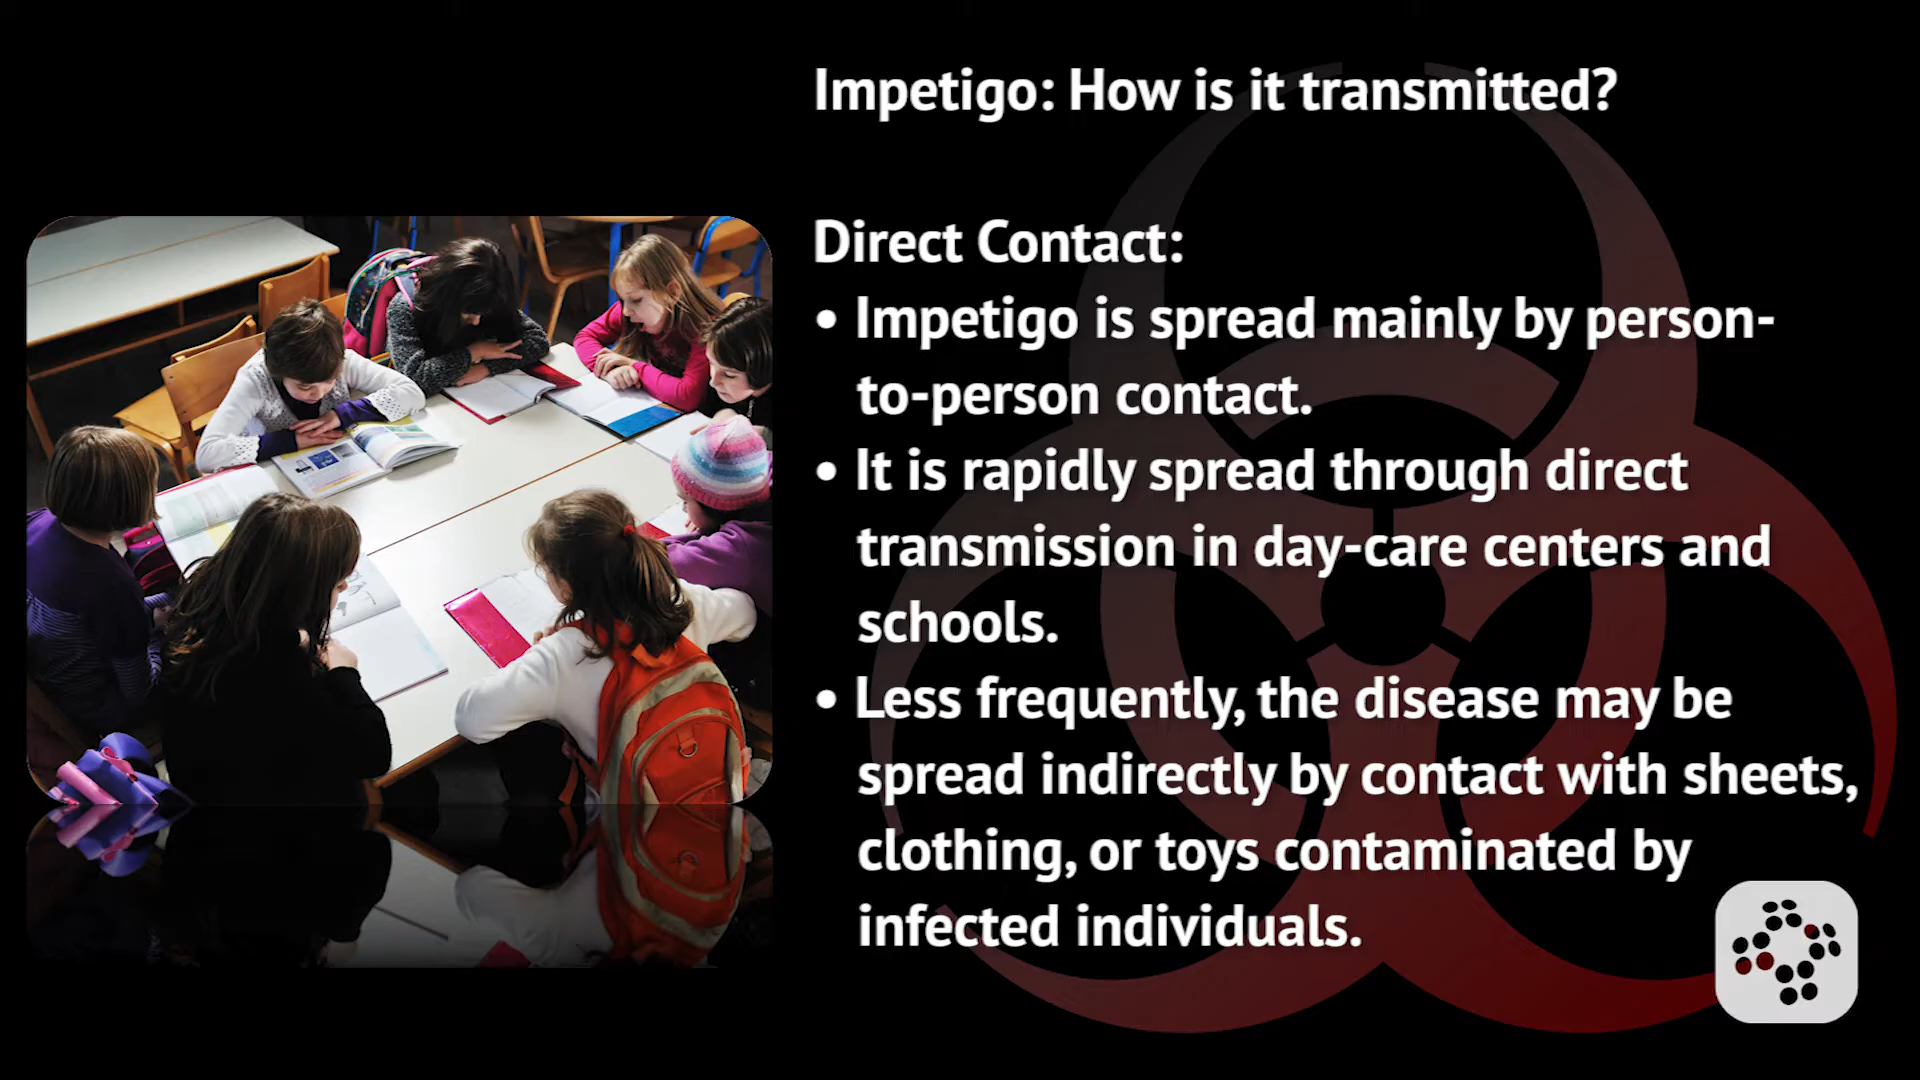 Impetigo: How is it transmitted?
Direct Contact:
• Impetigo is spread mainly by person-
to-person contact.
• It is rapidly spread through direct
transmission in day-care centers and
schools.
• Less frequently, the disease may be
spread indirectly by contact with sheets,
clothing, or toys contaminated by
infected individuals.